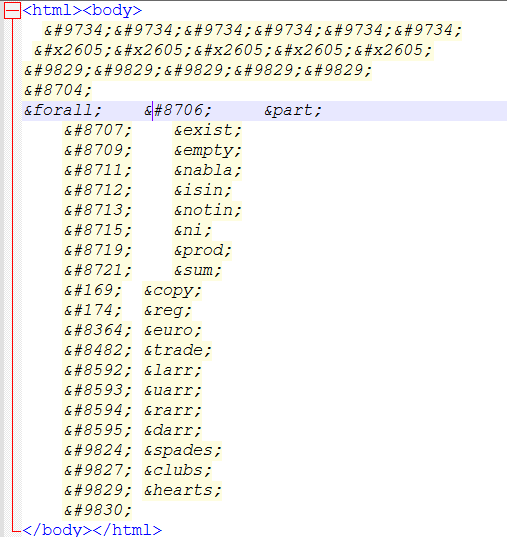 <html><body>
&#9734;&#9734;&#9734;&#9734;&#9734;&#9734;
&#x2605;&#x2605;&#x2605;&#x2605;&#x2605;
&#9829;&#9829;&#9829;&#9829;&#9829;
&#8704;
&forall; &#8706; &part;
&#8707; &exist;
&#8709; &empty;
&#8711; &nabla;
&#8712; &isin;
&#8713; &notin;
&#8715; &ni;
&#8719; &prod;
&#8721; &sum;
&#169; &copy;
&#174; &reg;
&#8364; &euro;
&#8482; &trade;
&#8592; &larr;
&#8593; &uarr;
&#8594; &rarr;
&#8595; &darr;
&#9824; &spades;
&#9827; &clubs;
&#9829; &hearts;
&#9830;
</body></html>